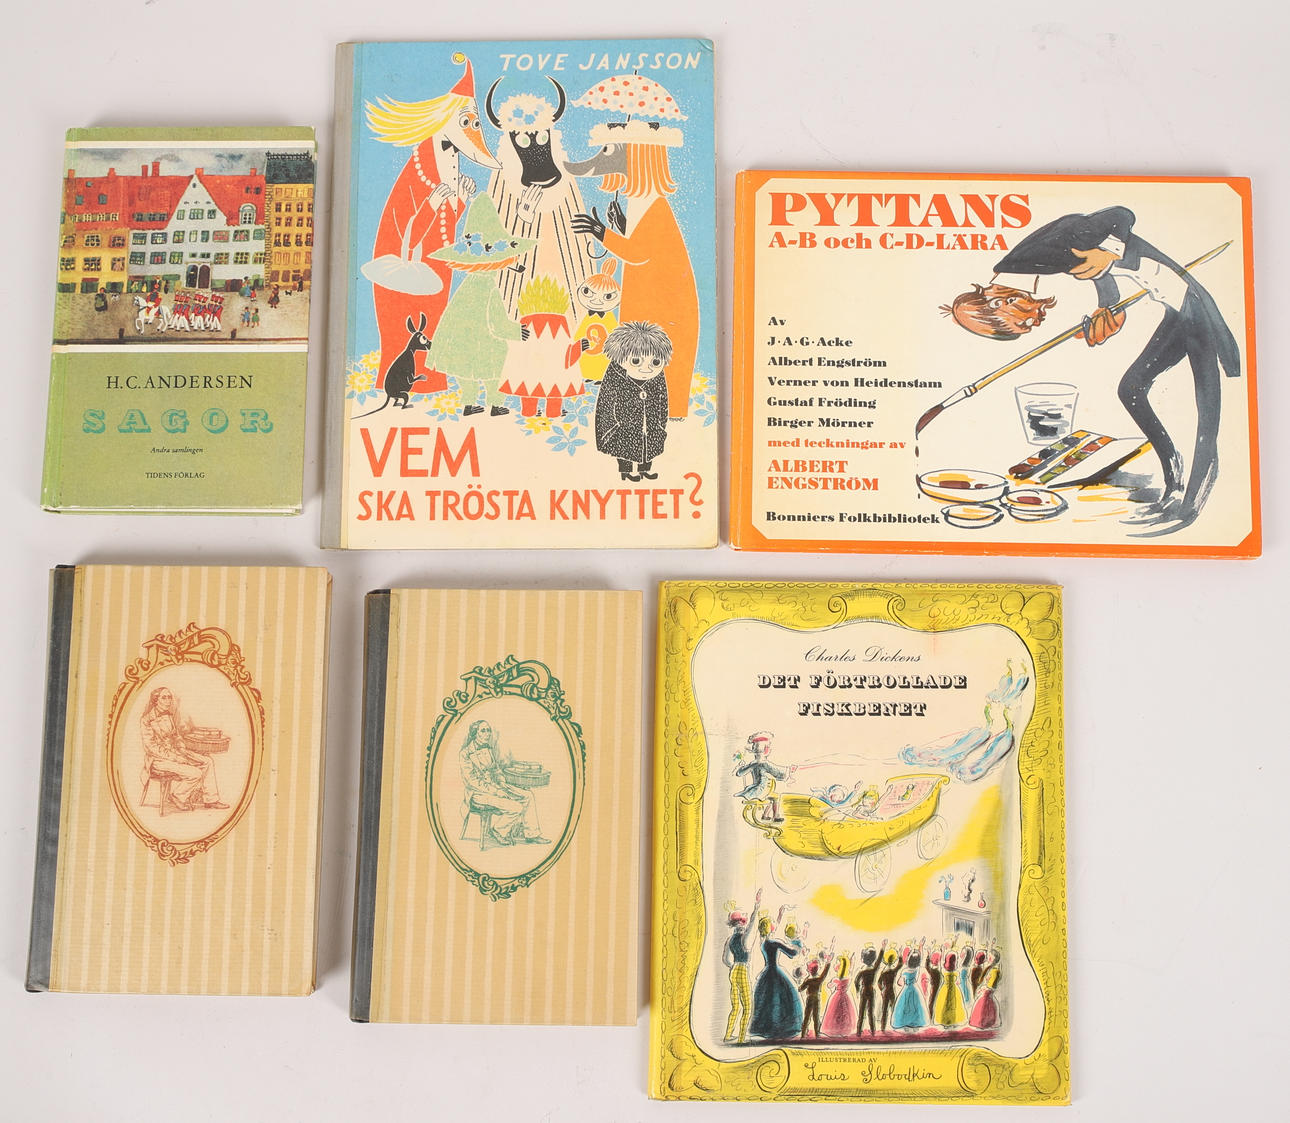 H.C. ANDERSEN
SAGOR
Andra samlingen
TIDENS FÖRLAG
TOVE JANSSON
VEM
SKA TRÖSTA KNYTTET?
PYTTANS
A-B och C-D-LÄRA
Av
J·A·G·Acke
Albert Engström
Verner von Heidenstam
Gustaf Fröding
Birger Mörner
med teckningar av
ALBERT
ENGSTRÖM
Bonniers Folkbibliotek
Charles Dickens
DET FÖRTROLLADE
FISKBENET
ILLUSTRERAD AV
Louis Slobodkin